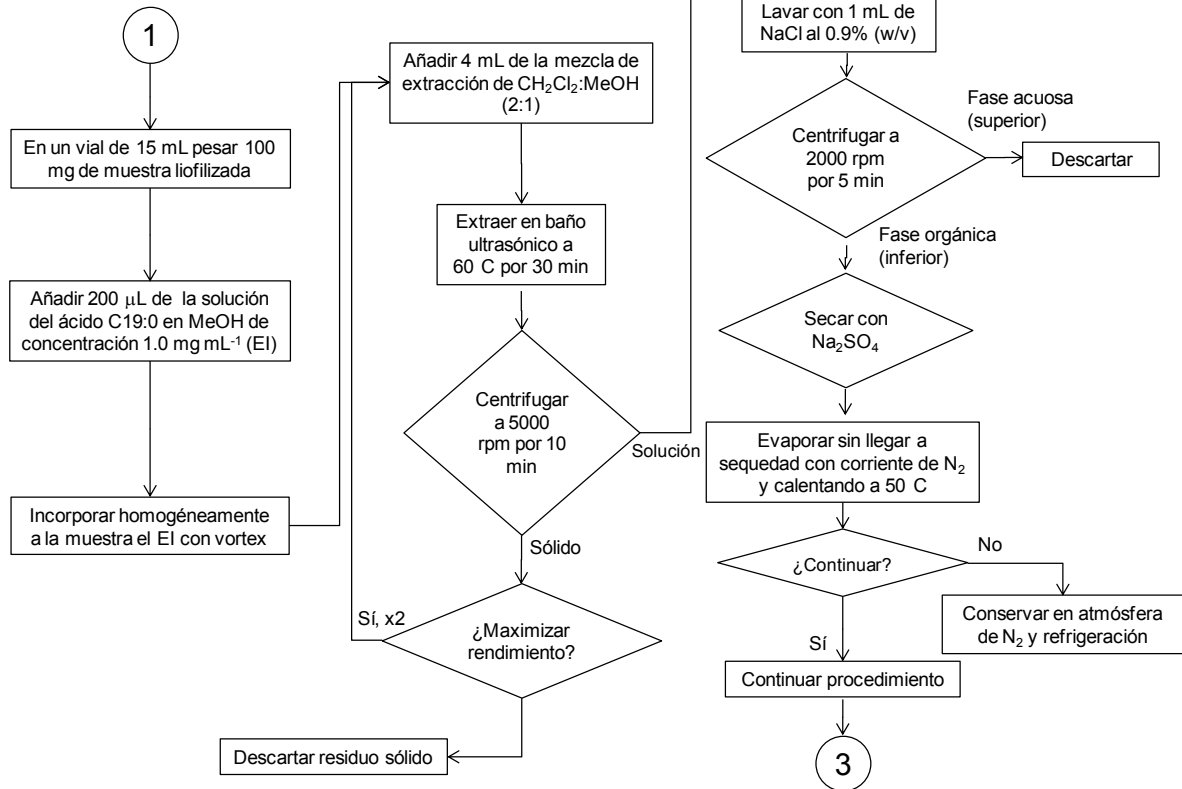 1
En un vial de 15 mL pesar 100
mg de muestra liofilizada
Añadir 200 μL de la solución
del ácido C19:0 en MeOH de
concentración 1.0 mg mL⁻¹ (EI)
Incorporar homogéneamente
a la muestra el EI con vortex
Añadir 4 mL de la mezcla de
extracción de CH₂Cl₂:MeOH
(2:1)
Extraer en baño
ultrasónico a
60 C por 30 min
Centrifugar
a 5000
rpm por 10
min
Solución
Sólido
¿Maximizar
rendimiento?
Sí, x2
Descartar residuo sólido
Lavar con 1 mL de
NaCl al 0.9% (w/v)
Centrifugar a
2000 rpm
por 5 min
Fase acuosa
(superior)
Descartar
Fase orgánica
(inferior)
Secar con
Na₂SO₄
Evaporar sin llegar a
sequedad con corriente de N₂
y calentando a 50 C
¿Continuar?
No
Conservar en atmósfera
de N₂ y refrigeración
Sí
Continuar procedimiento
3